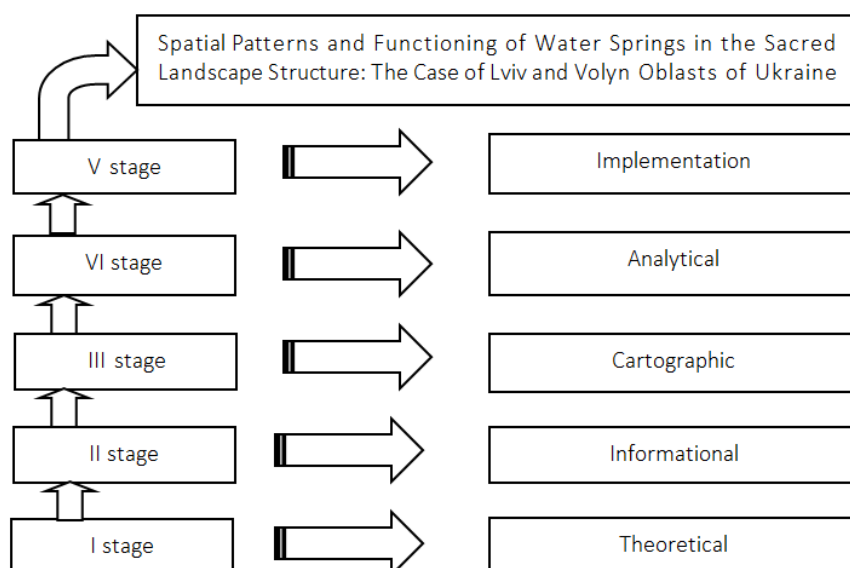 Spatial Patterns and Functioning of Water Springs in the Sacred
Landscape Structure: The Case of Lviv and Volyn Oblasts of Ukraine
V stage
Implementation
VI stage
Analytical
III stage
Cartographic
II stage
Informational
I stage
Theoretical